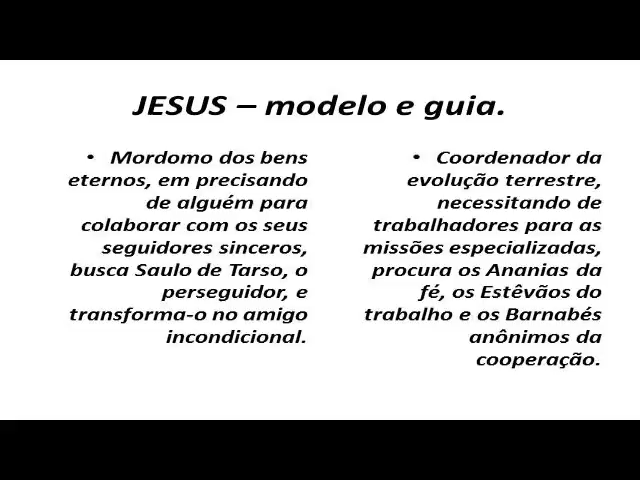 JESUS – modelo e guia.
• Mordomo dos bens
eternos, em precisando
de alguém para
colaborar com os seus
seguidores sinceros,
busca Saulo de Tarso, o
perseguidor, e
transforma-o no amigo
incondicional.
• Coordenador da
evolução terrestre,
necessitando de
trabalhadores para as
missões especializadas,
procura os Ananias da
fé, os Estêvãos do
trabalho e os Barnabés
anônimos da
cooperação.